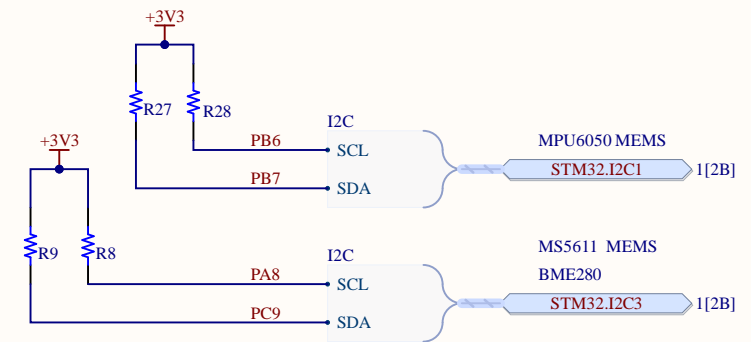 +3V3
R27
R28
I2C
PB6
SCL
PB7
SDA
MPU6050 MEMS
STM32.I2C1
1[2B]
+3V3
R9
R8
I2C
PA8
SCL
PC9
SDA
MS5611 MEMS
BME280
STM32.I2C3
1[2B]